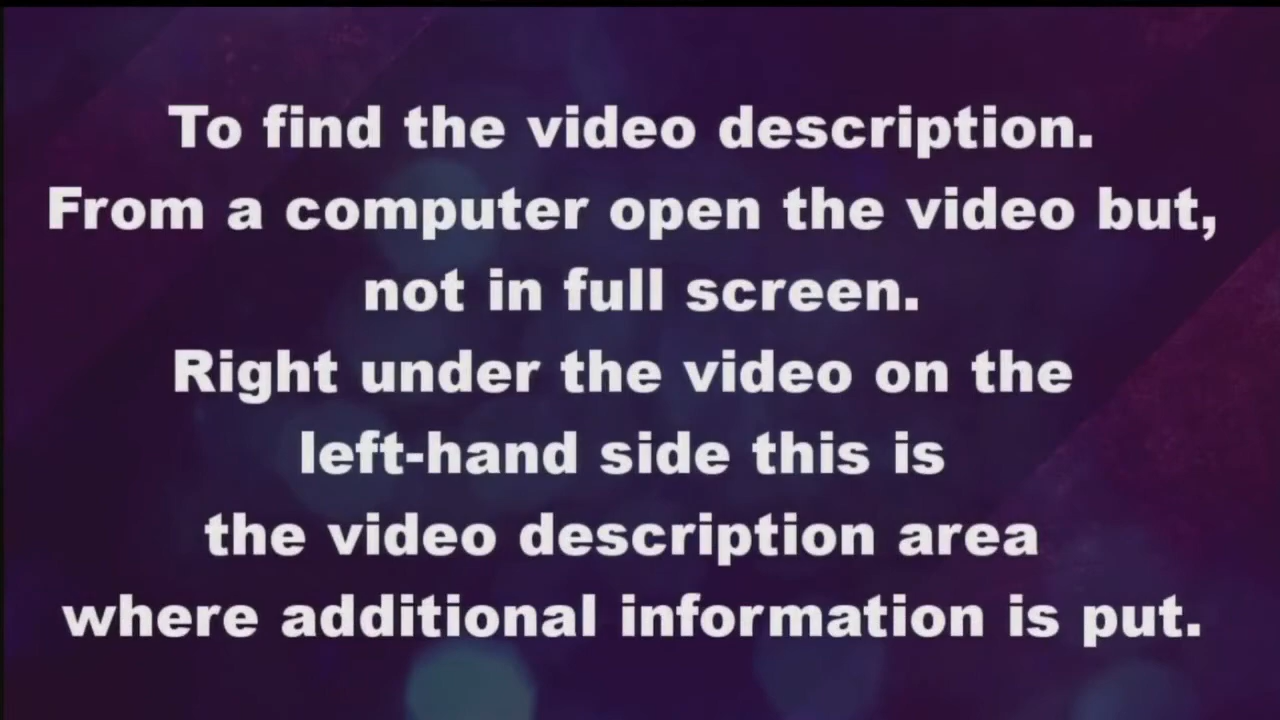 To find the video description.
From a computer open the video but,
not in full screen.
Right under the video on the
left-hand side this is
the video description area
where additional information is put.